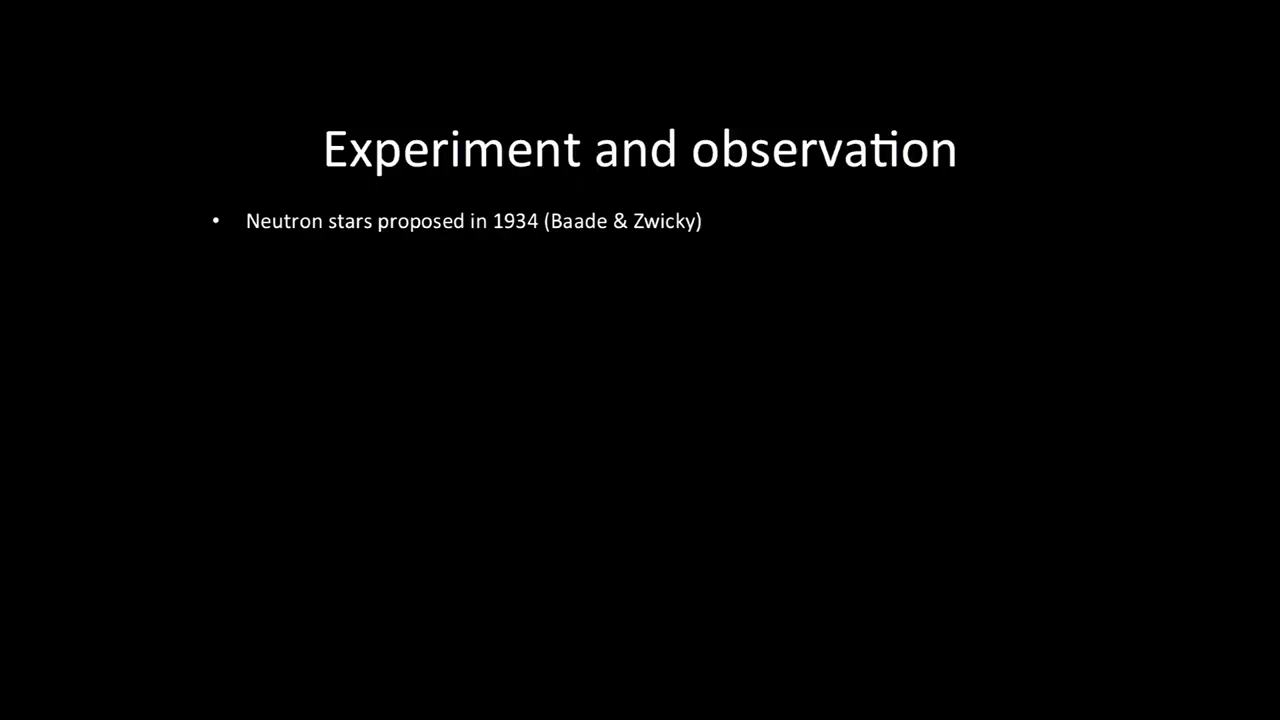 Experiment and observation
• Neutron stars proposed in 1934 (Baade & Zwicky)